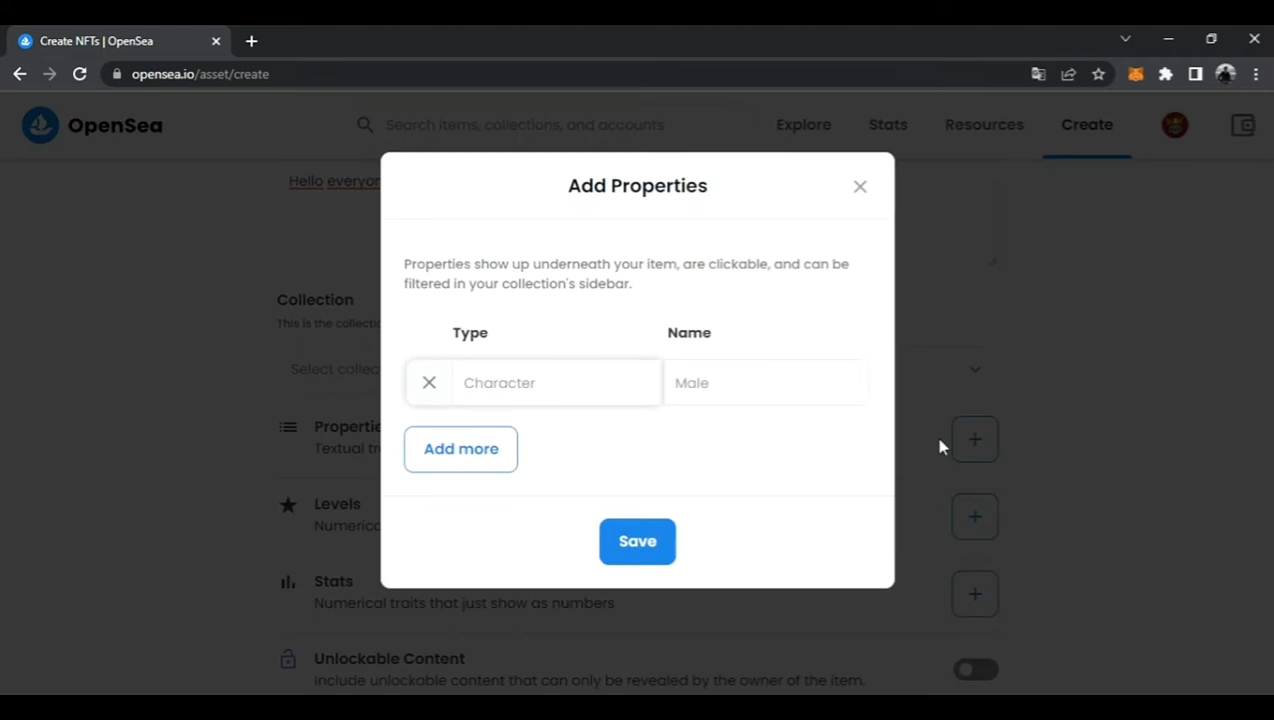 Create NFTs | OpenSea
opensea.io/asset/create
OpenSea
Search items, collections, and accounts
Explore
Stats
Resources
Create
Hello everyon
Add Properties
Properties show up underneath your item, are clickable, and can be
filtered in your collection's sidebar.
Collection
This is the collectio
Type
Name
Select collec
Character
Male
Propertie
Textual tr
Add more
Levels
Numeric
Save
Stats
Numerical traits that just show as numbers
Unlockable Content
Include unlockable content that can only be revealed by the owner of the item.